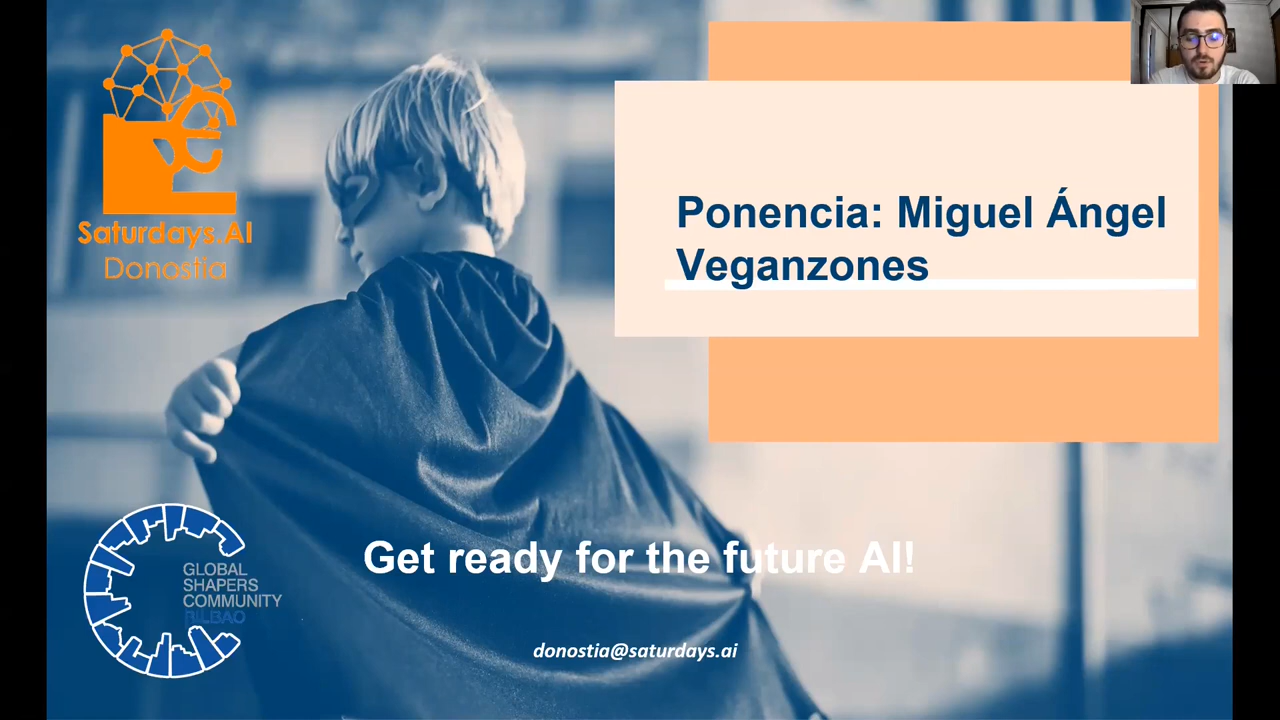 Saturdays.AI
Donostia
Ponencia: Miguel Ángel
Veganzones
Get ready for the future AI!
GLOBAL
SHAPERS
COMMUNITY
BILBAO
donostia@saturdays.ai